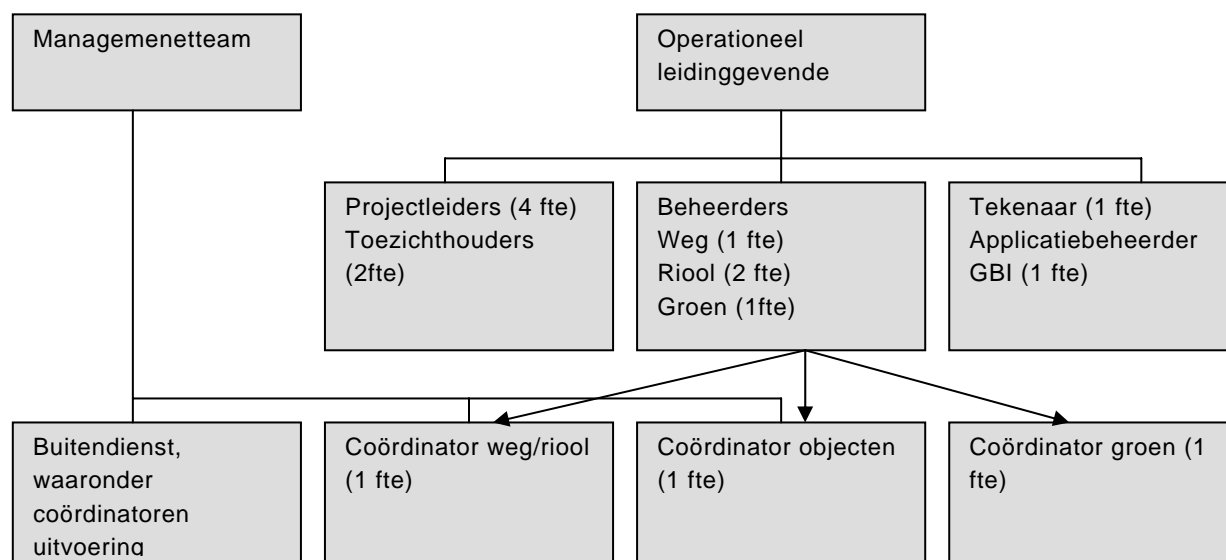 Managemenetteam
Operationeel
leidinggevende
Projectleiders (4 fte)
Toezichthouders
(2fte)
Beheerders
Weg (1 fte)
Riool (2 fte)
Groen (1fte)
Tekenaar (1 fte)
Applicatiebeheerder
GBI (1 fte)
Buitendienst,
waaronder
coördinatoren
uitvoering
Coördinator weg/riool
(1 fte)
Coördinator objecten
(1 fte)
Coördinator groen (1
fte)